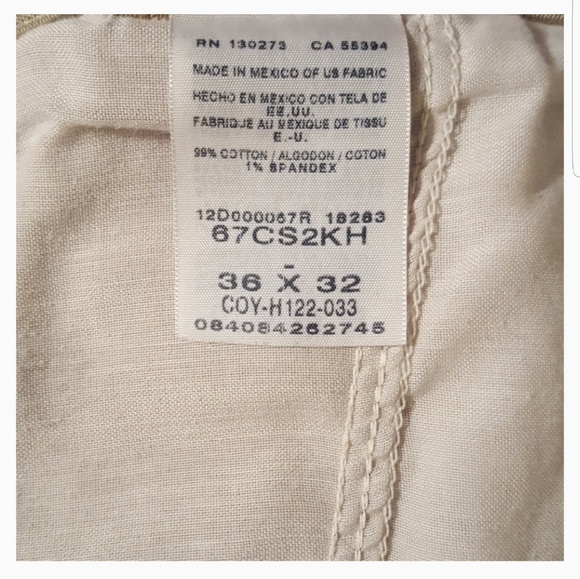 RN 130273 CA 55394
MADE IN MEXICO OF US FABRIC
HECHO EN MEXICO CON TELA DE
EE.UU.
FABRIQUE AU MEXIQUE DE TISSU
E.-U.
99% COTTON / ALGODON / COTON
1% SPANDEX
12D000067R 18283
67CS2KH
-
36 X 32
COY-H122-033
084084262745